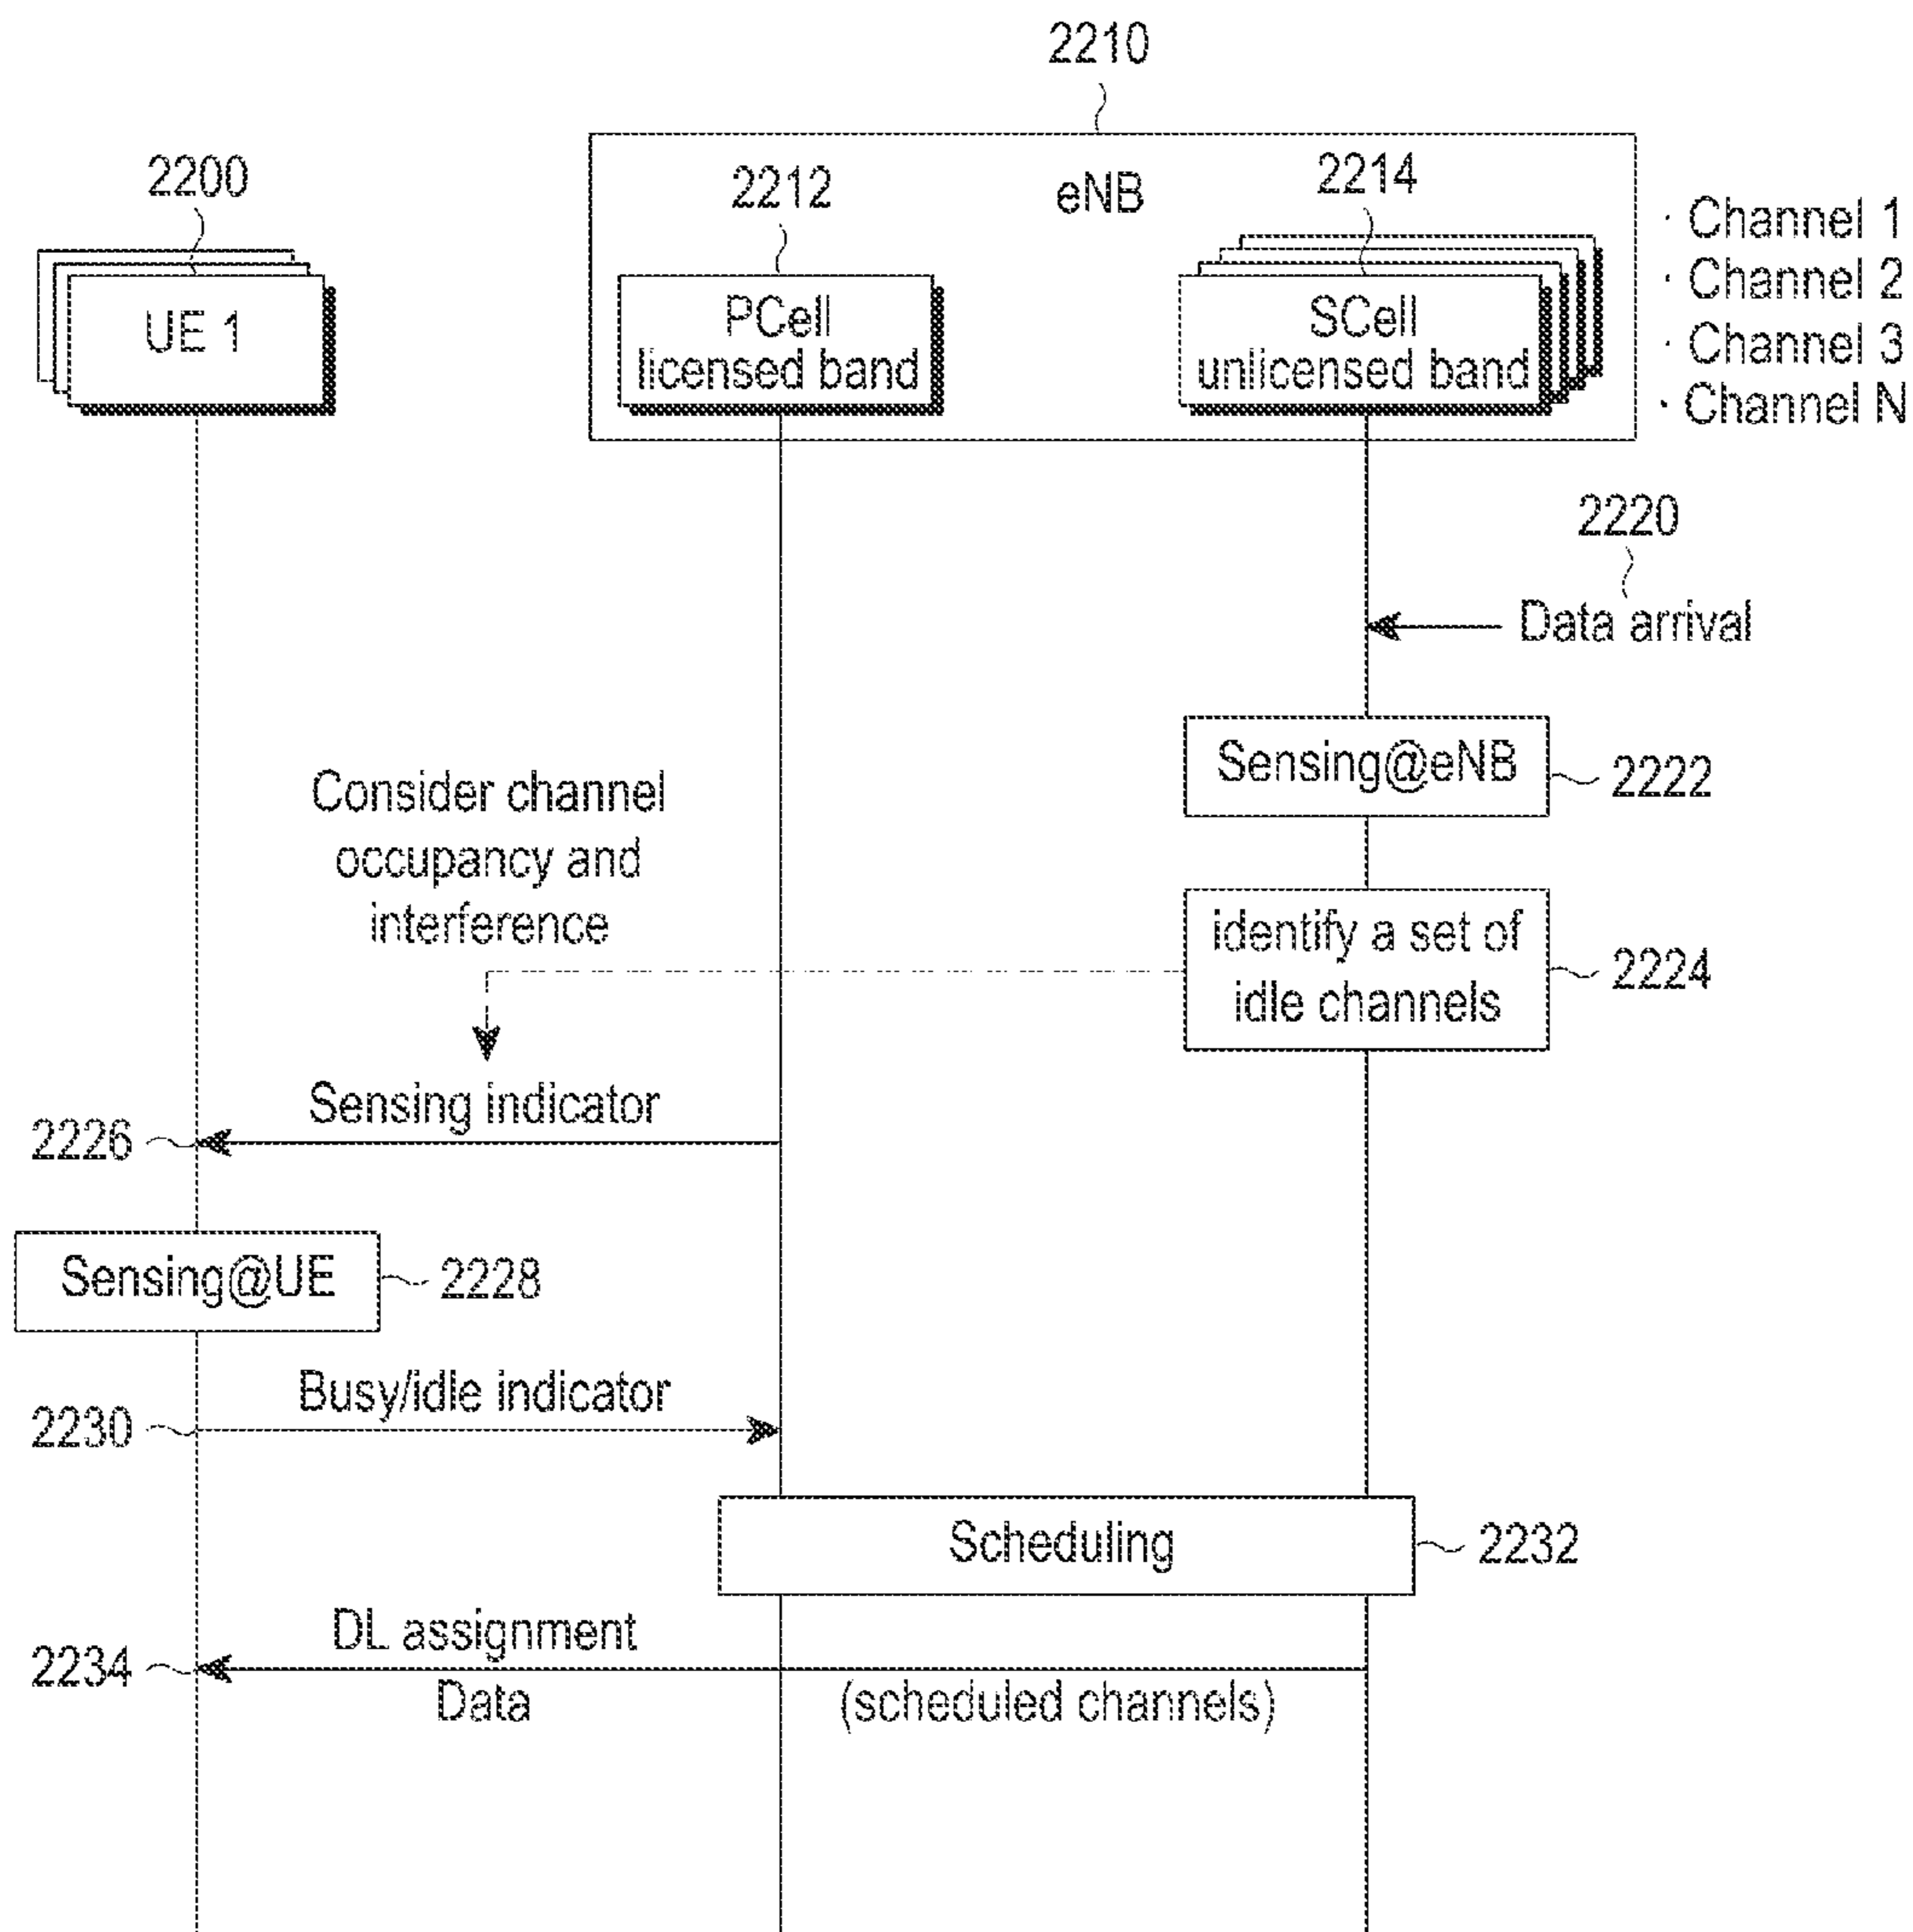 2210
2200
2212
eNB
2214
UE 1
PCell
licensed band
SCell
unlicensed band
· Channel 1
· Channel 2
· Channel 3
· Channel N
2220
Data arrival
Sensing@eNB
2222
Consider channel
occupancy and
interference
identify a set of
idle channels
2224
Sensing indicator
2226
Sensing@UE
2228
Busy/idle indicator
2230
Scheduling
2232
DL assignment
2234
Data
(scheduled channels)